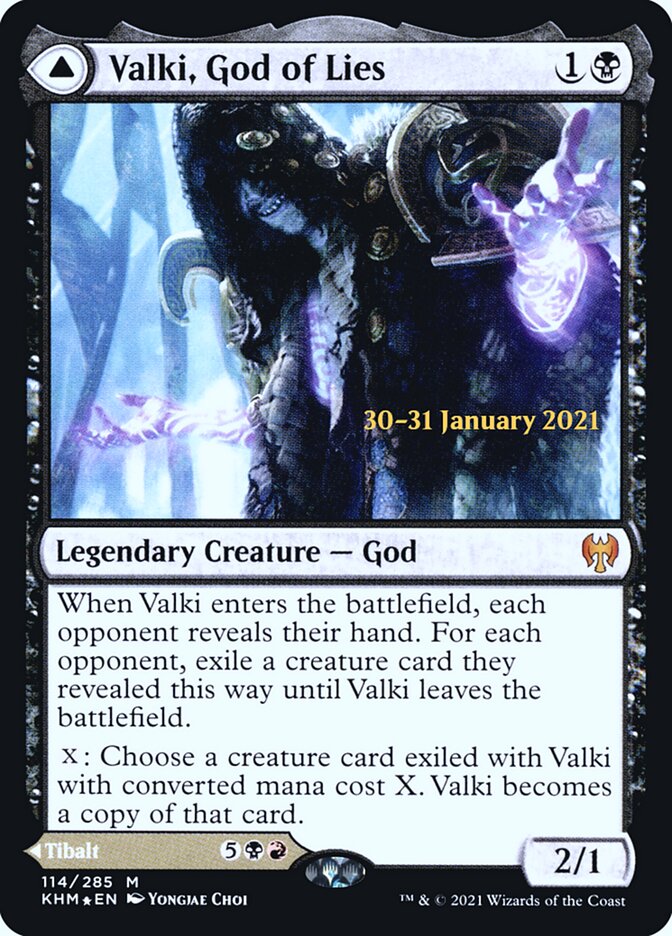 Valki, God of Lies 1
30–31 January 2021
Legendary Creature — God
When Valki enters the battlefield, each
opponent reveals their hand. For each
opponent, exile a creature card they
revealed this way until Valki leaves the
battlefield.
X: Choose a creature card exiled with Valki
with converted mana cost X. Valki becomes
a copy of that card.
Tibalt 5
2/1
114/285 M
KHM★EN Yongjae Choi
™ & © 2021 Wizards of the Coast